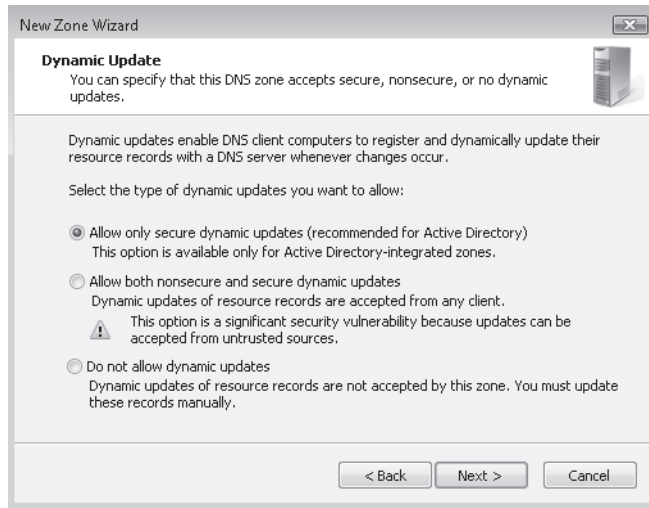 New Zone Wizard
Dynamic Update
You can specify that this DNS zone accepts secure, nonsecure, or no dynamic
updates.
Dynamic updates enable DNS client computers to register and dynamically update their
resource records with a DNS server whenever changes occur.
Select the type of dynamic updates you want to allow:
Allow only secure dynamic updates (recommended for Active Directory)
This option is available only for Active Directory-integrated zones.
Allow both nonsecure and secure dynamic updates
Dynamic updates of resource records are accepted from any client.
This option is a significant security vulnerability because updates can be
accepted from untrusted sources.
Do not allow dynamic updates
Dynamic updates of resource records are not accepted by this zone. You must update
these records manually.
< Back Next > Cancel